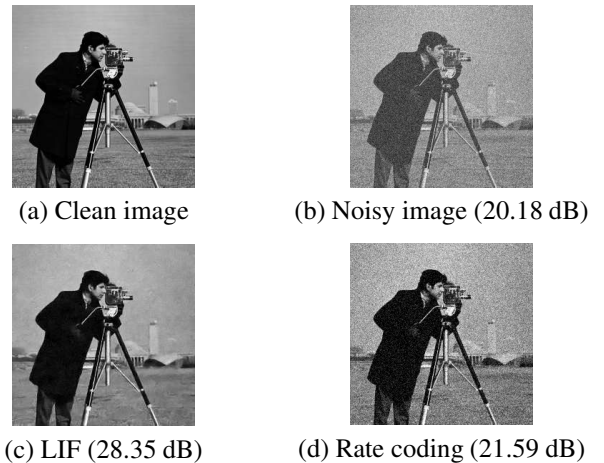 (a) Clean image
(b) Noisy image (20.18 dB)
(c) LIF (28.35 dB)
(d) Rate coding (21.59 dB)